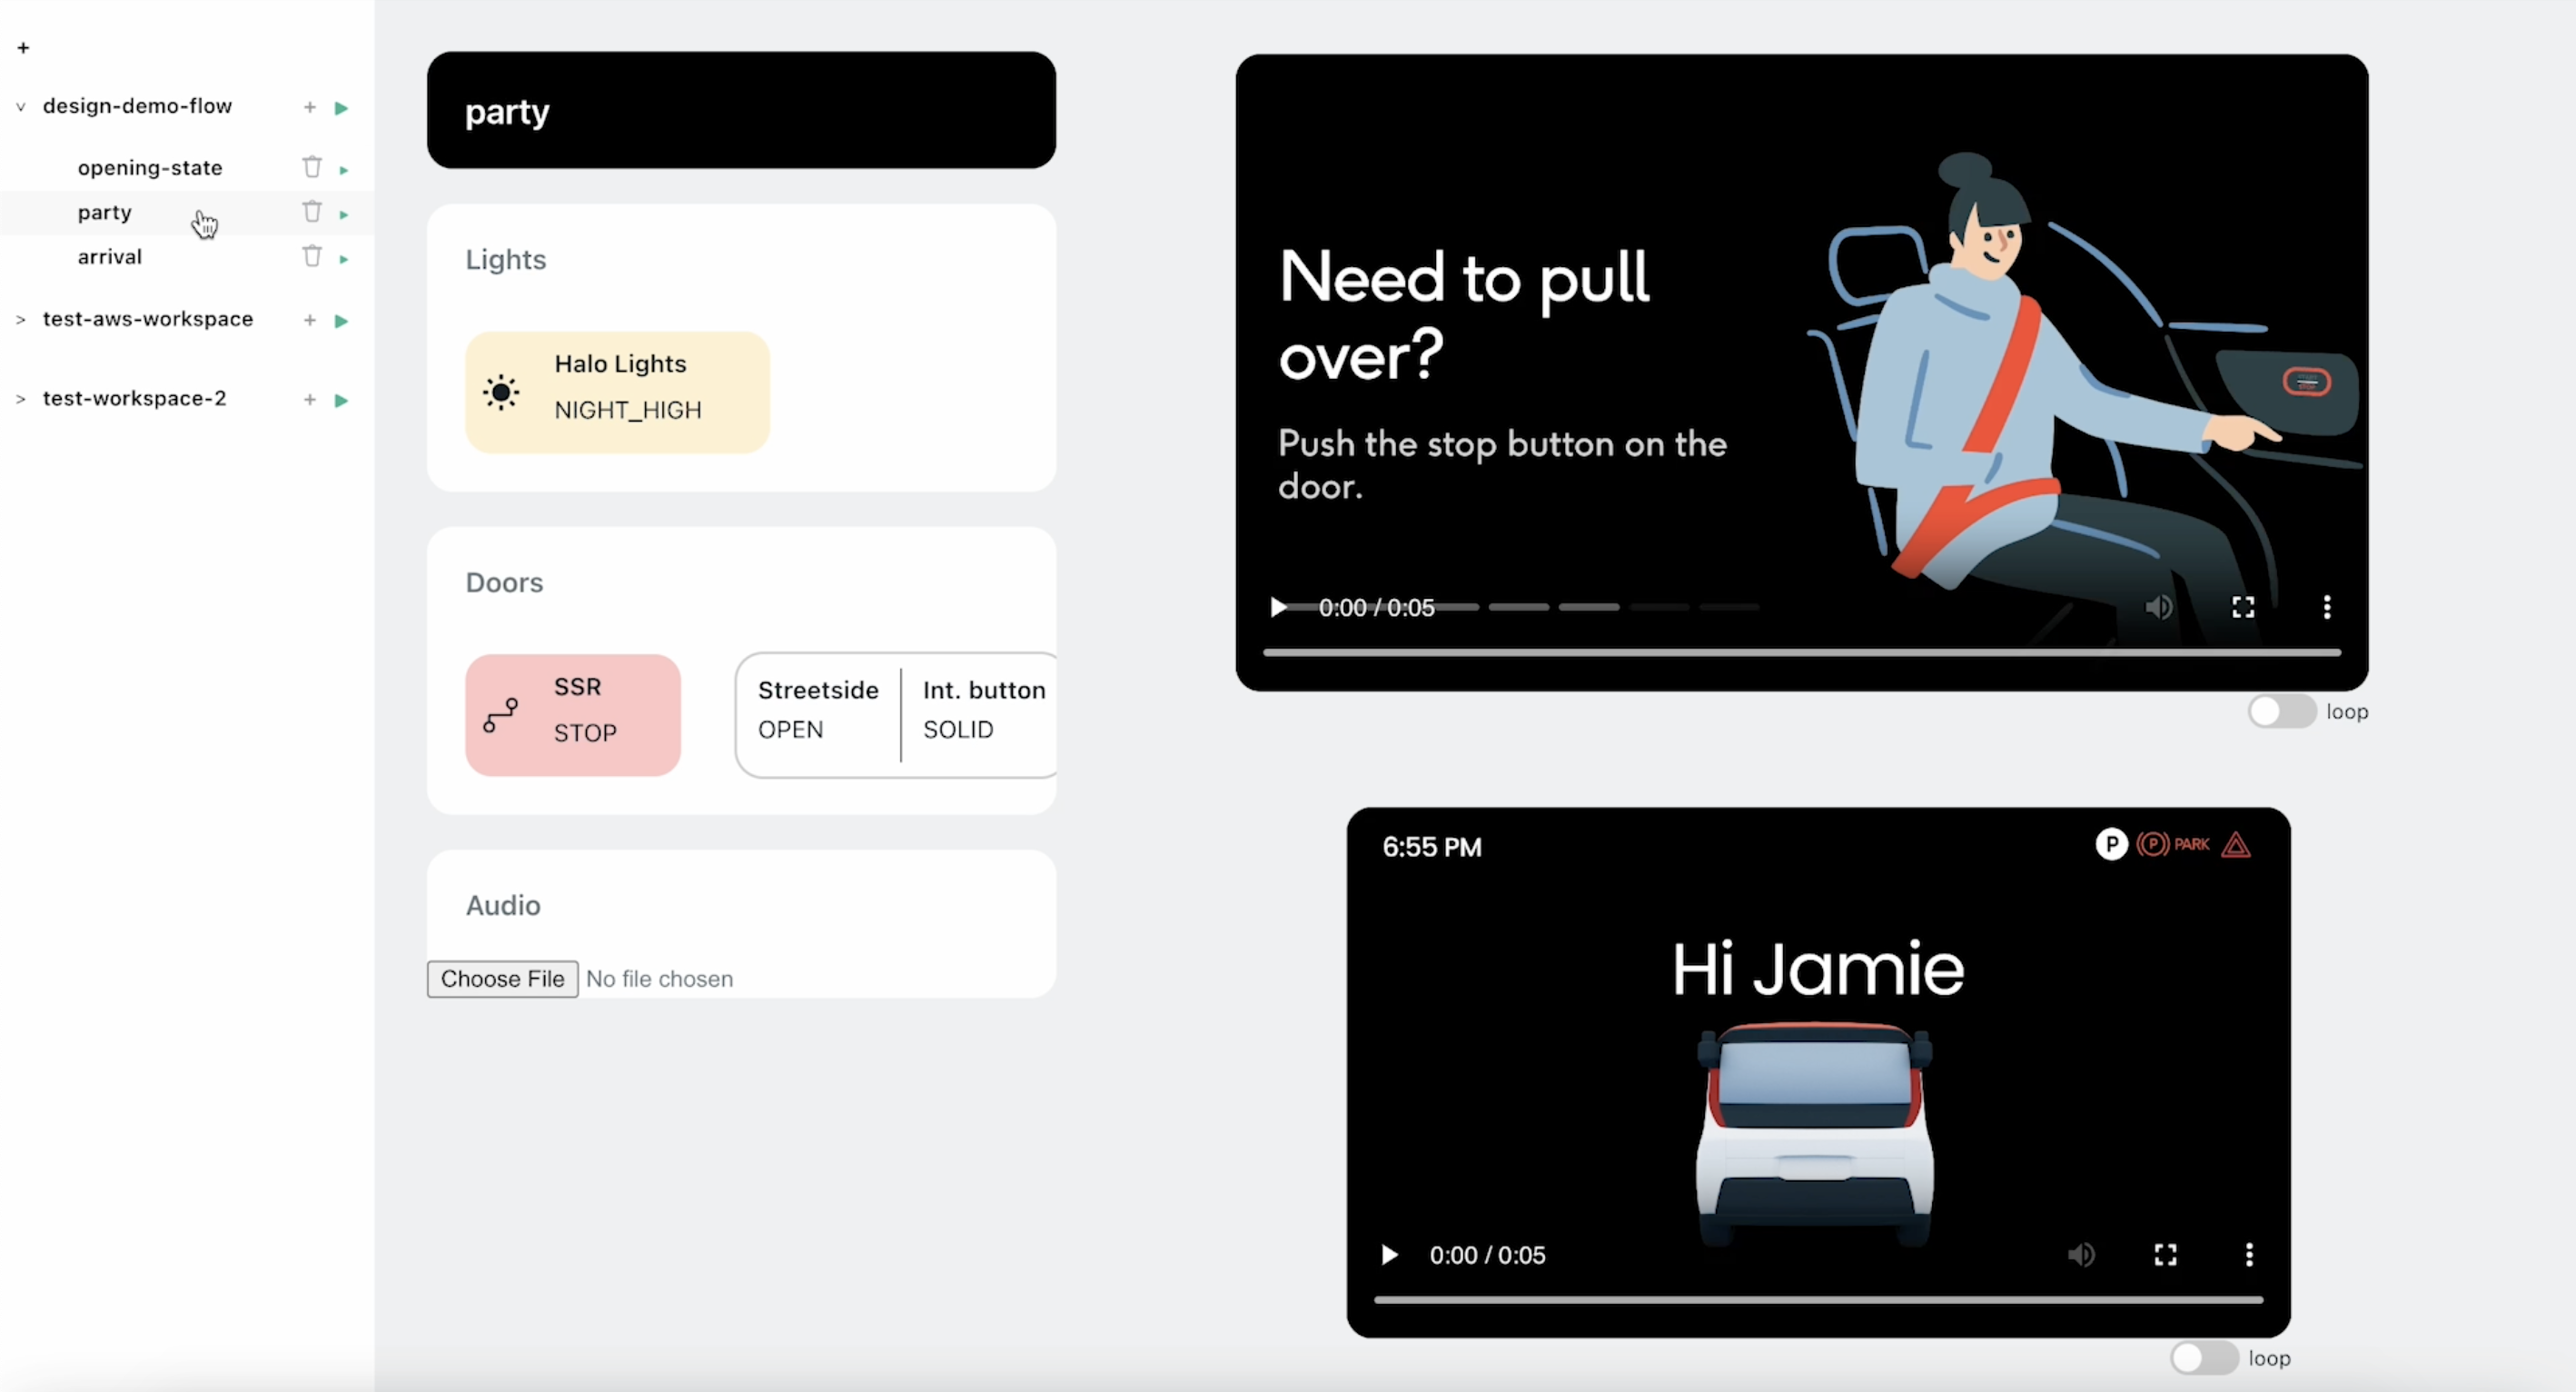 +
design-demo-flow +
opening-state
party
arrival
test-aws-workspace +
test-workspace-2 +
party
Lights
Halo Lights
NIGHT_HIGH
Doors
SSR
STOP
Streetside
OPEN
Int. button
SOLID
Audio
Choose File No file chosen
Need to pull
over?
Push the stop button on the
door.
0:00 / 0:05
loop
6:55 PM
P (P) PARK
Hi Jamie
0:00 / 0:05
loop